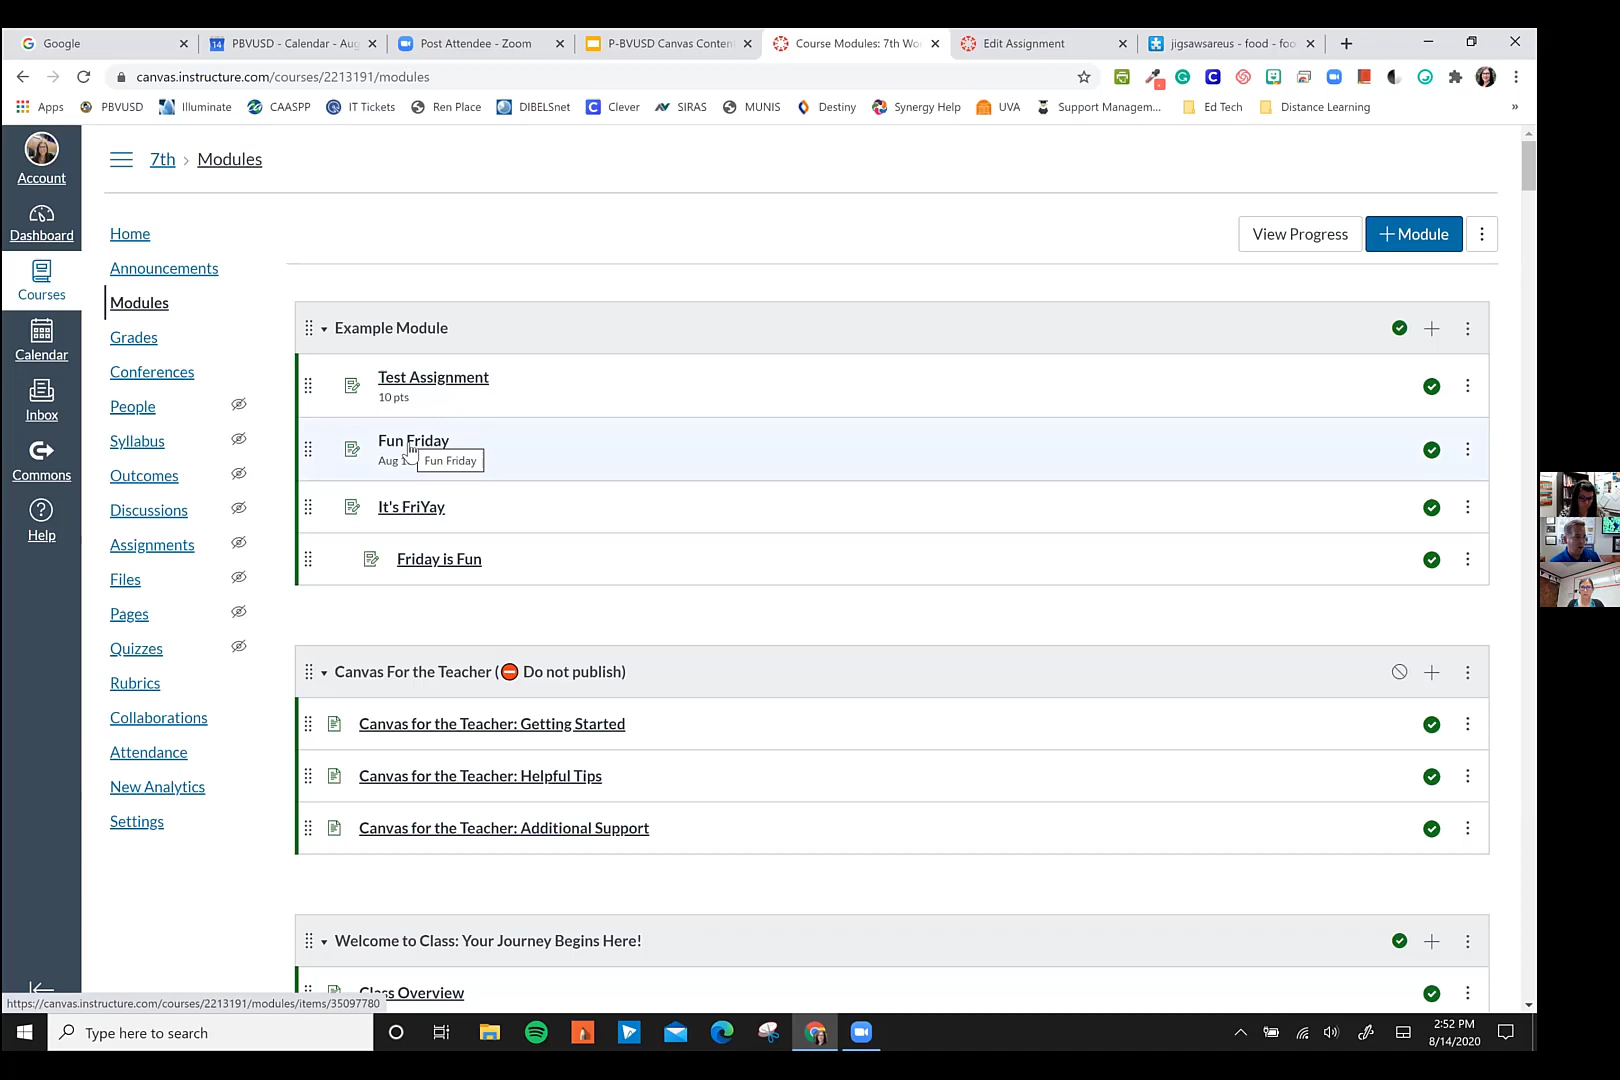 Google
PBVUSD - Calendar - Aug
Post Attendee - Zoom
P-BVUSD Canvas Conten
Course Modules: 7th Wo
Edit Assignment
jigsawsareus - food - foo
canvas.instructure.com/courses/2213191/modules
Apps
PBVUSD
Illuminate
CAASPP
IT Tickets
Ren Place
DIBELSnet
Clever
SIRAS
MUNIS
Destiny
Synergy Help
UVA
Support Managem...
Ed Tech
Distance Learning
»
Account
Dashboard
Courses
Calendar
Inbox
Commons
Help
7th › Modules
Home
Announcements
Modules
Grades
Conferences
People
Syllabus
Outcomes
Discussions
Assignments
Files
Pages
Quizzes
Rubrics
Collaborations
Attendance
New Analytics
Settings
View Progress
+ Module
Example Module
Test Assignment
10 pts
Fun Friday
Aug
Fun Friday
It's FriYay
Friday is Fun
Canvas For the Teacher (⛔ Do not publish)
Canvas for the Teacher: Getting Started
Canvas for the Teacher: Helpful Tips
Canvas for the Teacher: Additional Support
Welcome to Class: Your Journey Begins Here!
Class Overview
https://canvas.instructure.com/courses/2213191/modules/items/35097780
Type here to search
2:52 PM
8/14/2020